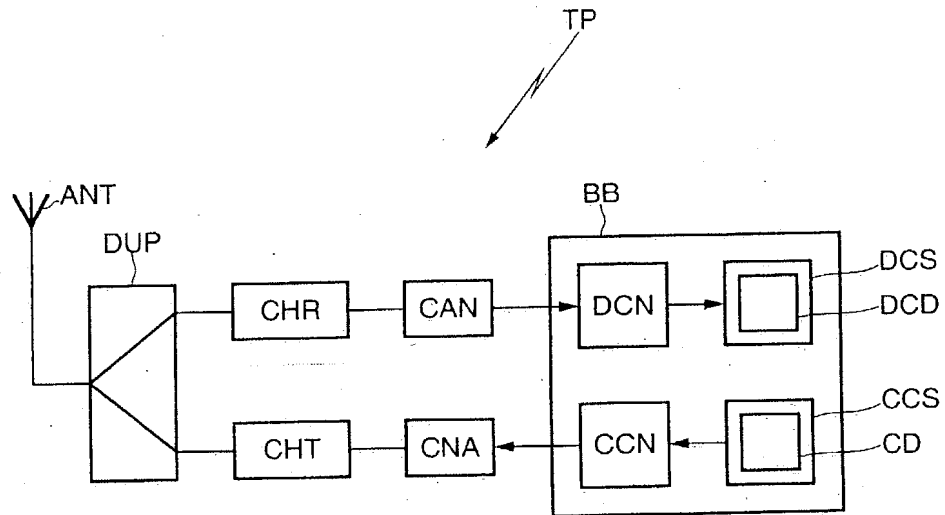 TP
ANT
BB
DUP
DCS
CHR
CAN
DCN
DCD
CCS
CHT
CNA
CCN
CD